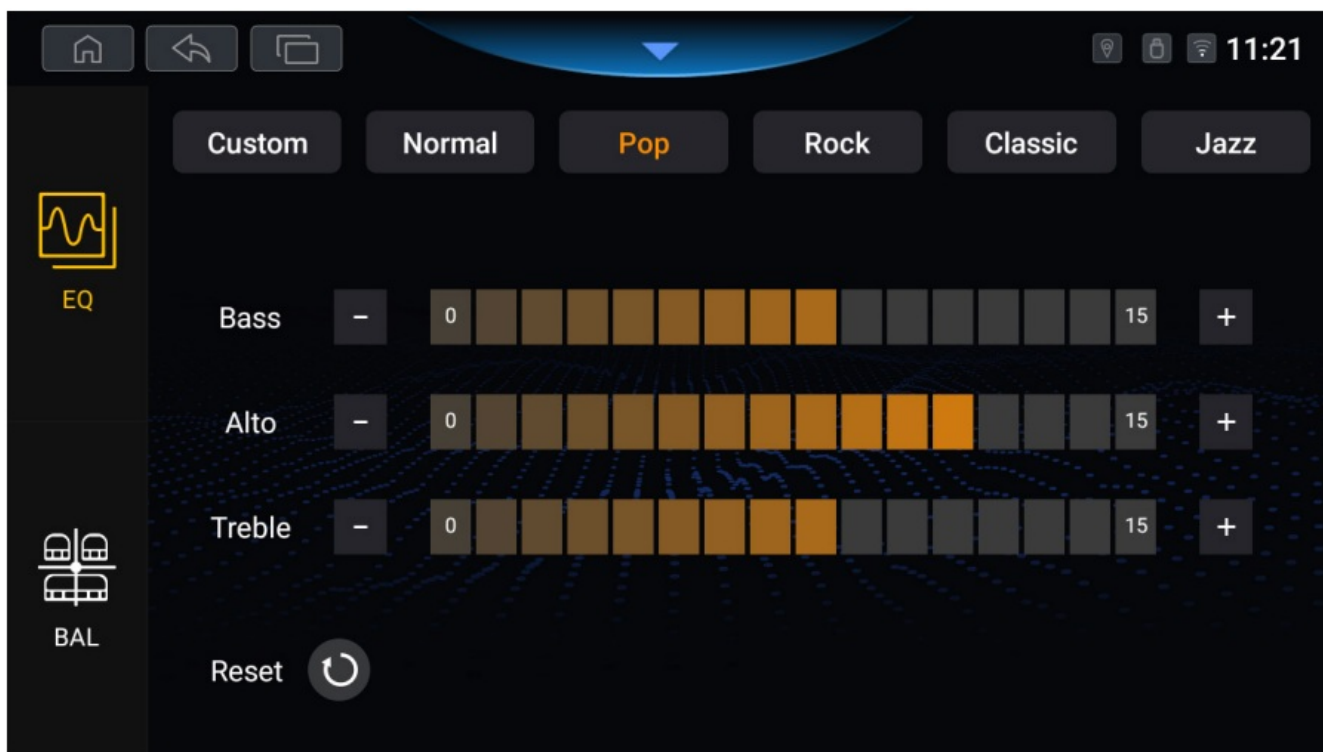 11:21
Custom Normal Pop Rock Classic Jazz
EQ
Bass - 0 15 +
Alto - 0 15 +
Treble - 0 15 +
BAL
Reset